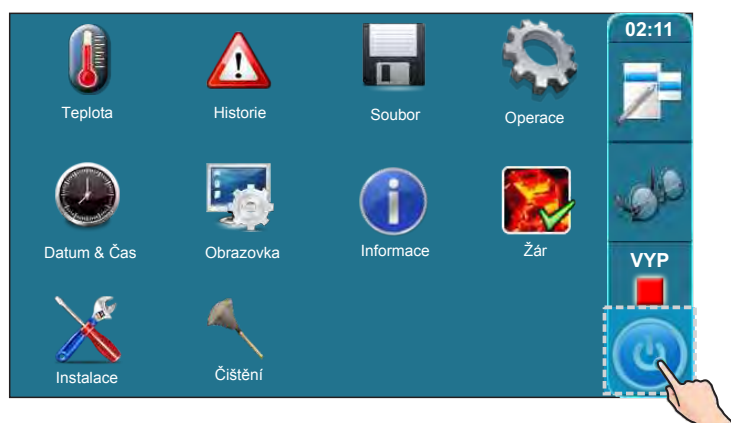 02:11
Teplota
Historie
Soubor
Operace
Datum & Čas
Obrazovka
Informace
Žár
VYP
Instalace
Čištění